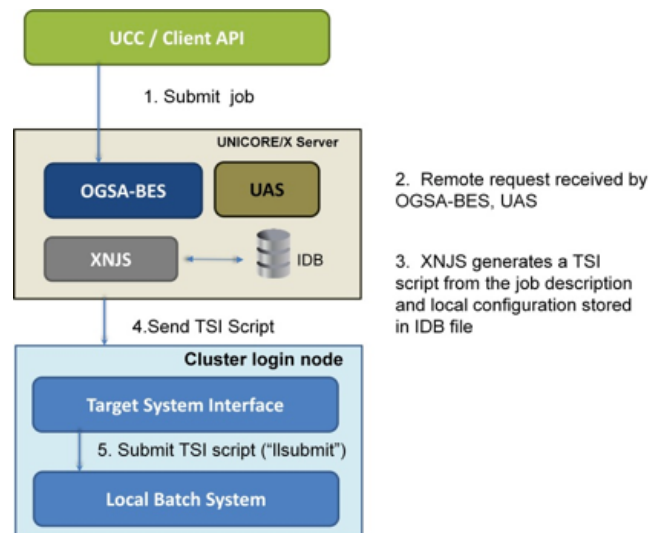 UCC / Client API
1. Submit job
UNICORE/X Server
OGSA-BES
UAS
XNJS
IDB
2. Remote request received by
OGSA-BES, UAS
3. XNJS generates a TSI
script from the job description
and local configuration stored
in IDB file
4.Send TSI Script
Cluster login node
Target System Interface
5. Submit TSI script (“llsubmit”)
Local Batch System